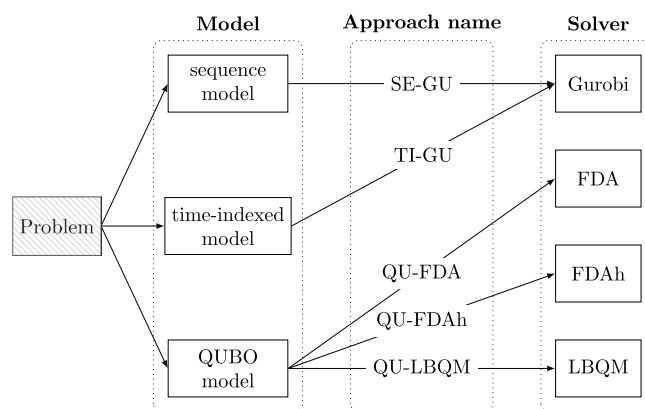 Model
Approach name
Solver
sequence
model
SE-GU
Gurobi
TI-GU
FDA
Problem
time-indexed
model
QU-FDA
FDAh
QU-FDAh
QUBO
model
QU-LBQM
LBQM